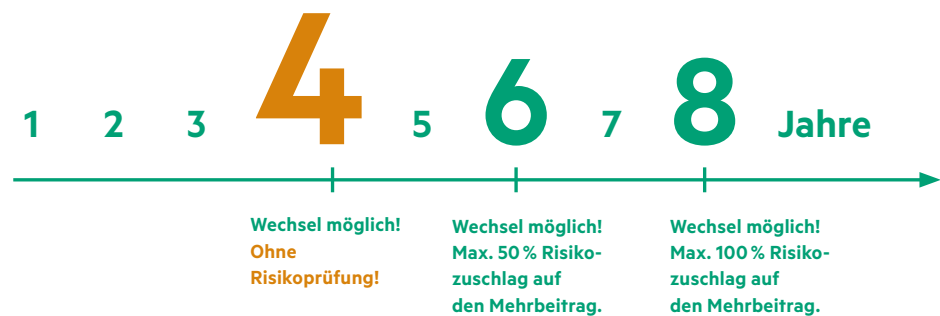 1 2 3 4 5 6 7 8 Jahre
Wechsel möglich!
Ohne
Risikoprüfung!
Wechsel möglich!
Max. 50 % Risiko-
zuschlag auf
den Mehrbeitrag.
Wechsel möglich!
Max. 100 % Risiko-
zuschlag auf
den Mehrbeitrag.